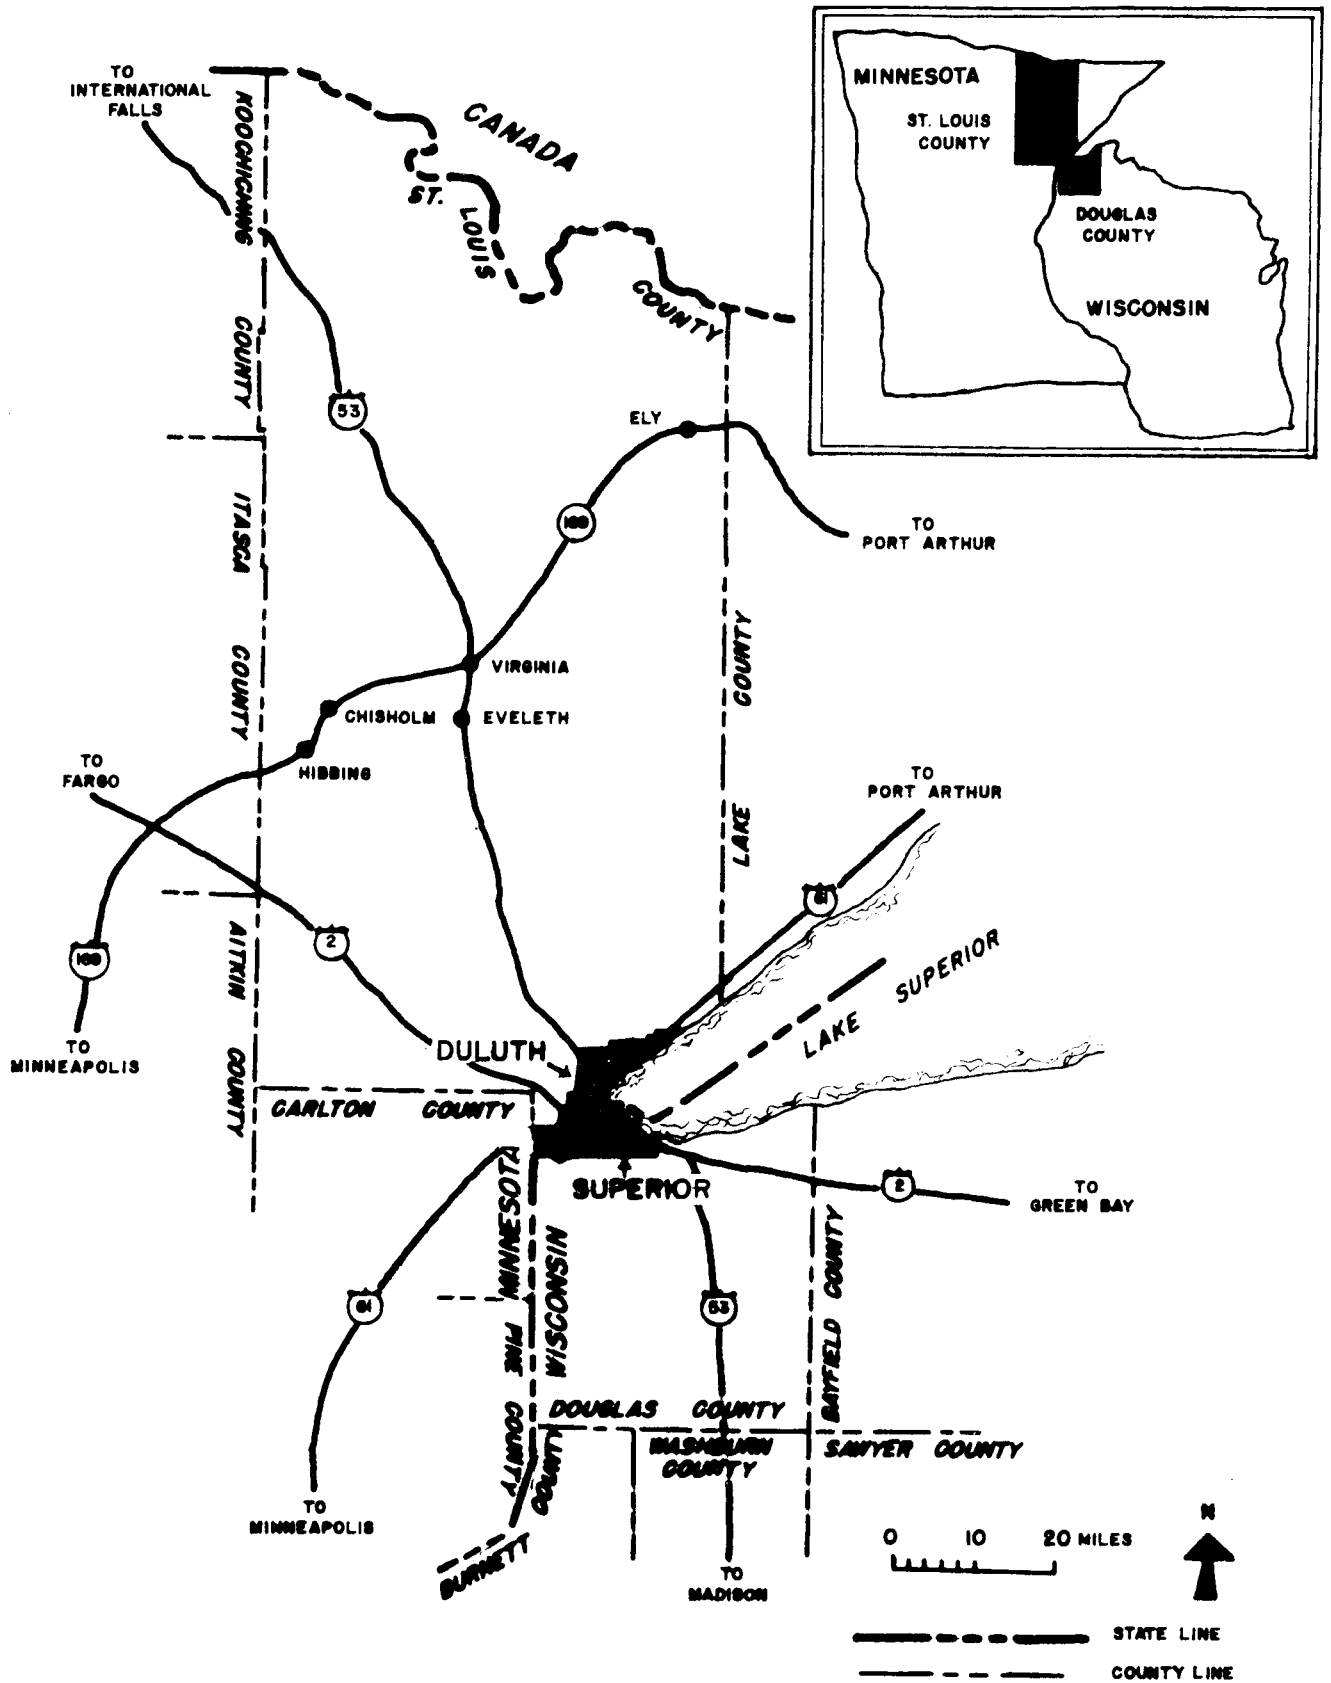 TO
INTERNATIONAL
FALLS
KOOCHICHING COUNTY
CANADA
ST. LOUIS COUNTY
MINNESOTA
ST. LOUIS
COUNTY
DOUGLAS
COUNTY
WISCONSIN
53
ELY
169
TO
PORT ARTHUR
ITASCA COUNTY
VIRGINIA
CHISHOLM
EVELETH
HIBBING
LAKE COUNTY
TO
FARGO
TO
PORT ARTHUR
61
2
169
TO
MINNEAPOLIS
AITKIN COUNTY
LAKE SUPERIOR
DULUTH
CARLTON COUNTY
SUPERIOR
2
TO
GREEN BAY
MINNESOTA
WISCONSIN
61
53
PINE COUNTY
BAYFIELD COUNTY
DOUGLAS COUNTY
WASHBURN
COUNTY
SAWYER COUNTY
BURNETT COUNTY
TO
MINNEAPOLIS
TO
MADISON
N
0 10 20 MILES
STATE LINE
COUNTY LINE